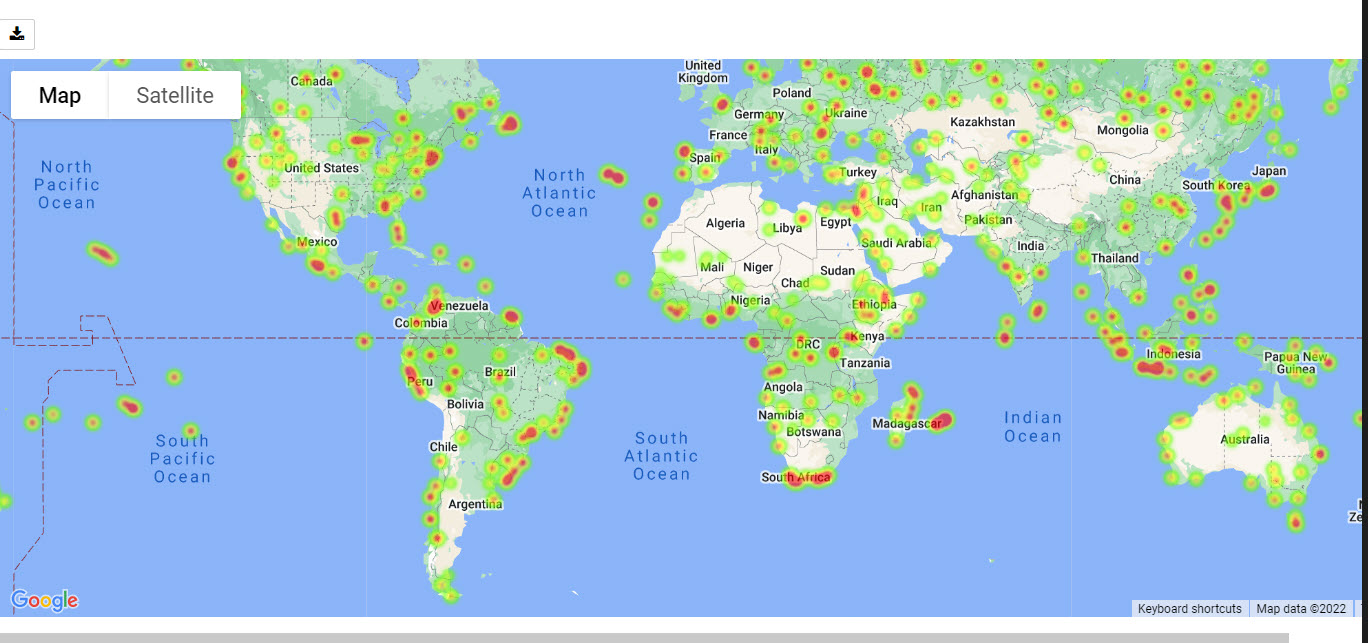 Map
Satellite
Canada
United
Kingdom
Poland
Germany
Ukraine
Kazakhstan
Mongolia
France
Italy
Spain
Turkey
North
Pacific
Ocean
United States
North
Atlantic
Ocean
Japan
South Korea
China
Afghanistan
Iraq
Iran
Pakistan
Algeria
Libya
Egypt
Saudi Arabia
India
Thailand
Mexico
Mali
Niger
Chad
Sudan
Nigeria
Ethiopia
Venezuela
Colombia
DRC
Kenya
Tanzania
Indonesia
Papua New
Guinea
Brazil
Peru
Bolivia
Angola
Namibia
Botswana
Madagascar
Indian
Ocean
Chile
South
Pacific
Ocean
South
Atlantic
Ocean
Australia
South Africa
Argentina
Google
Keyboard shortcuts
Map data ©2022